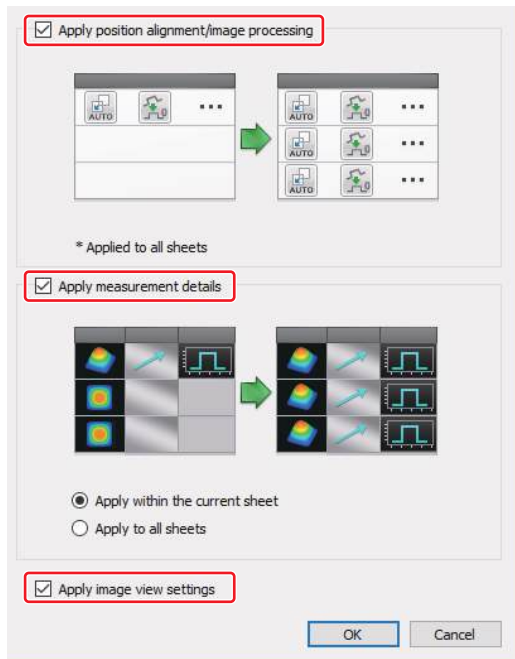 Apply position alignment/image processing
AUTO ... AUTO ...
AUTO ...
AUTO ...
* Applied to all sheets
Apply measurement details
Apply within the current sheet
Apply to all sheets
Apply image view settings
OK Cancel